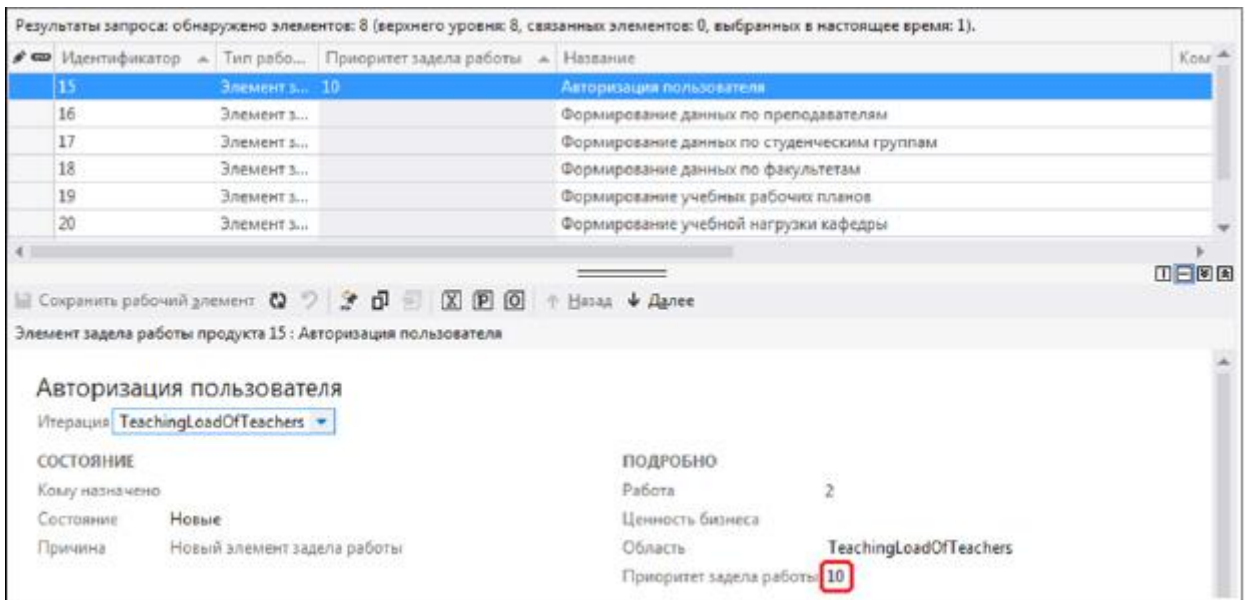 Результаты запроса: обнаружено элементов: 8 (верхнего уровня: 8, связанных элементов: 0, выбранных в настоящее время: 1).
Идентификатор Тип рабо... Приоритет задела работы Название Ком
15 Элемент з... 10 Авторизация пользователя
16 Элемент з... Формирование данных по преподавателям
17 Элемент з... Формирование данных по студенческим группам
18 Элемент з... Формирование данных по факультетам
19 Элемент з... Формирование учебных рабочих планов
20 Элемент з... Формирование учебной нагрузки кафедры
Сохранить рабочий элемент X P O Назад Далее
Элемент задела работы продукта 15 : Авторизация пользователя
Авторизация пользователя
Итерация TeachingLoadOfTeachers
СОСТОЯНИЕ ПОДРОБНО
Кому назначено Работа 2
Состояние Новые Ценность бизнеса
Причина Новый элемент задела работы Область TeachingLoadOfTeachers
Приоритет задела работы 10